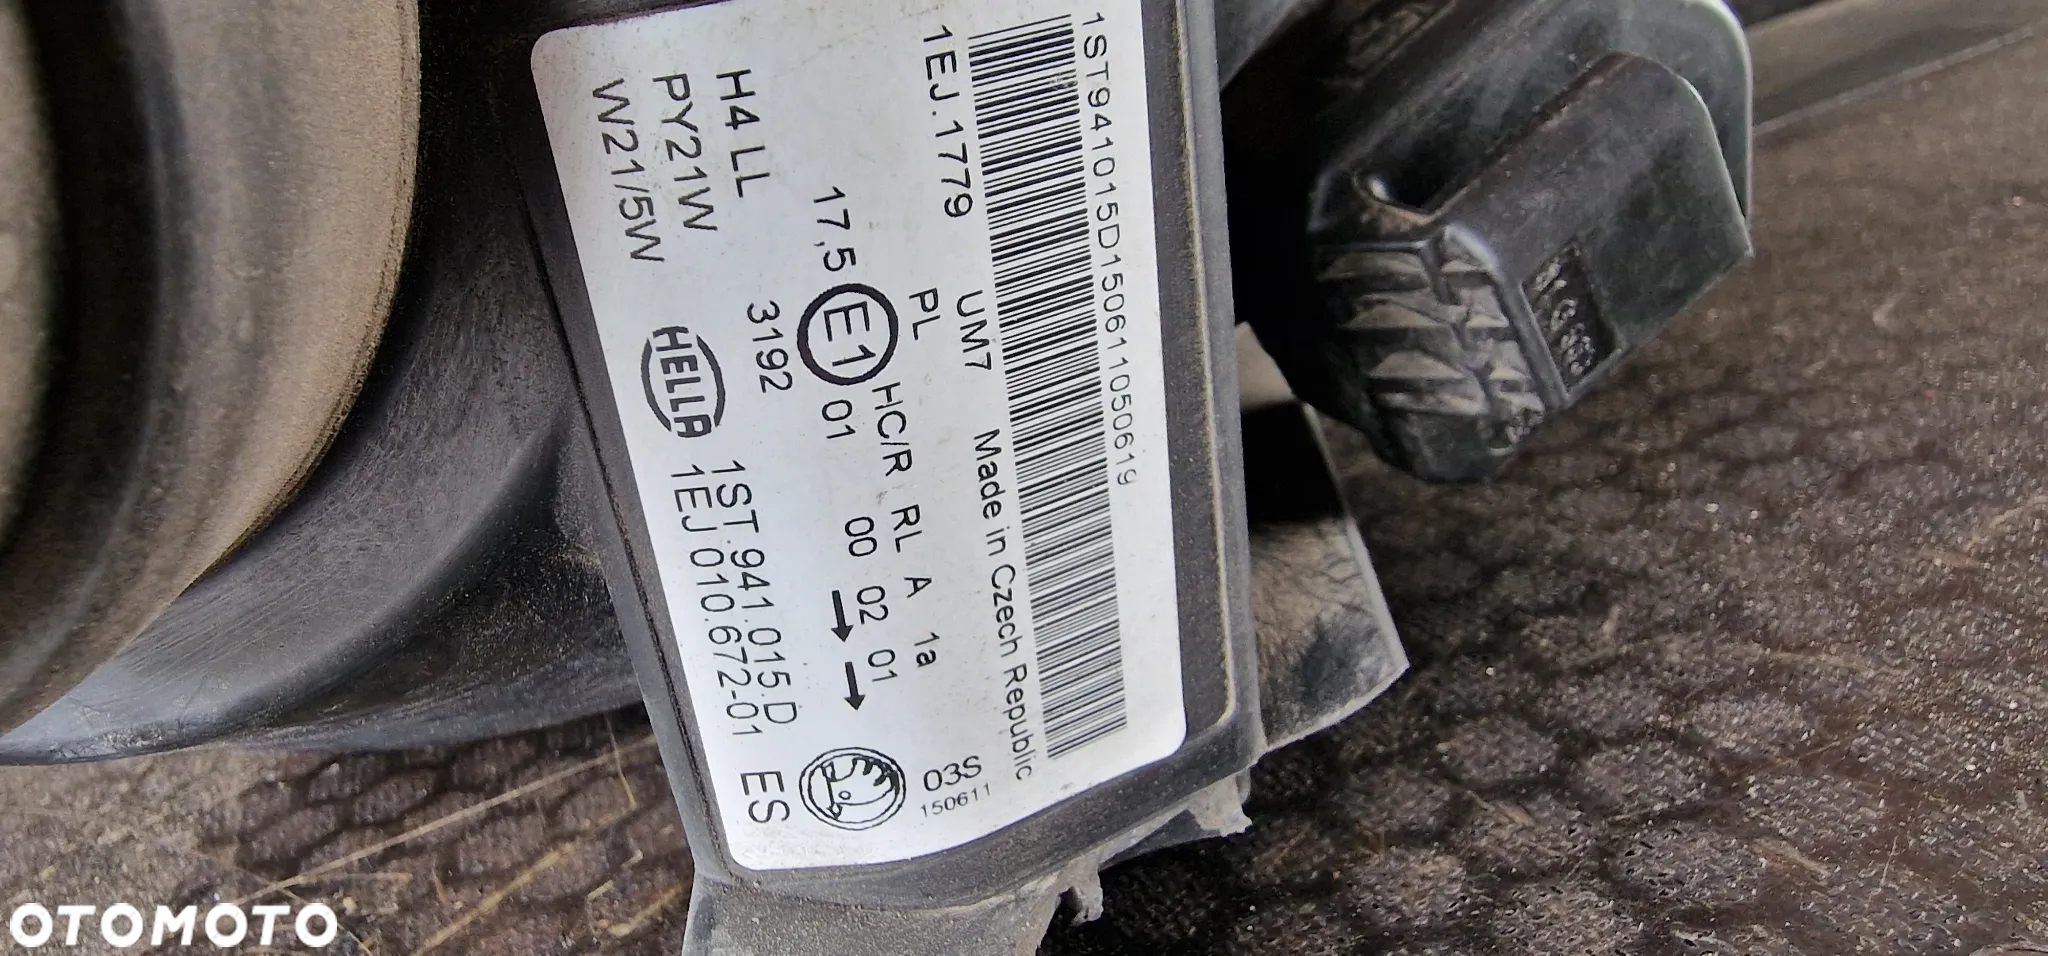 1ST941015D150611050619
1EJ.1779 UM7 Made in Czech Republic
PL
17,5 E1 HC/R RL A 1a 03S
01 00 02 01 150611
H4 LL 3192
PY21W
W21/5W HELLA 1ST.941.015.D
1EJ 010.672-01 ES
OTOMOTO